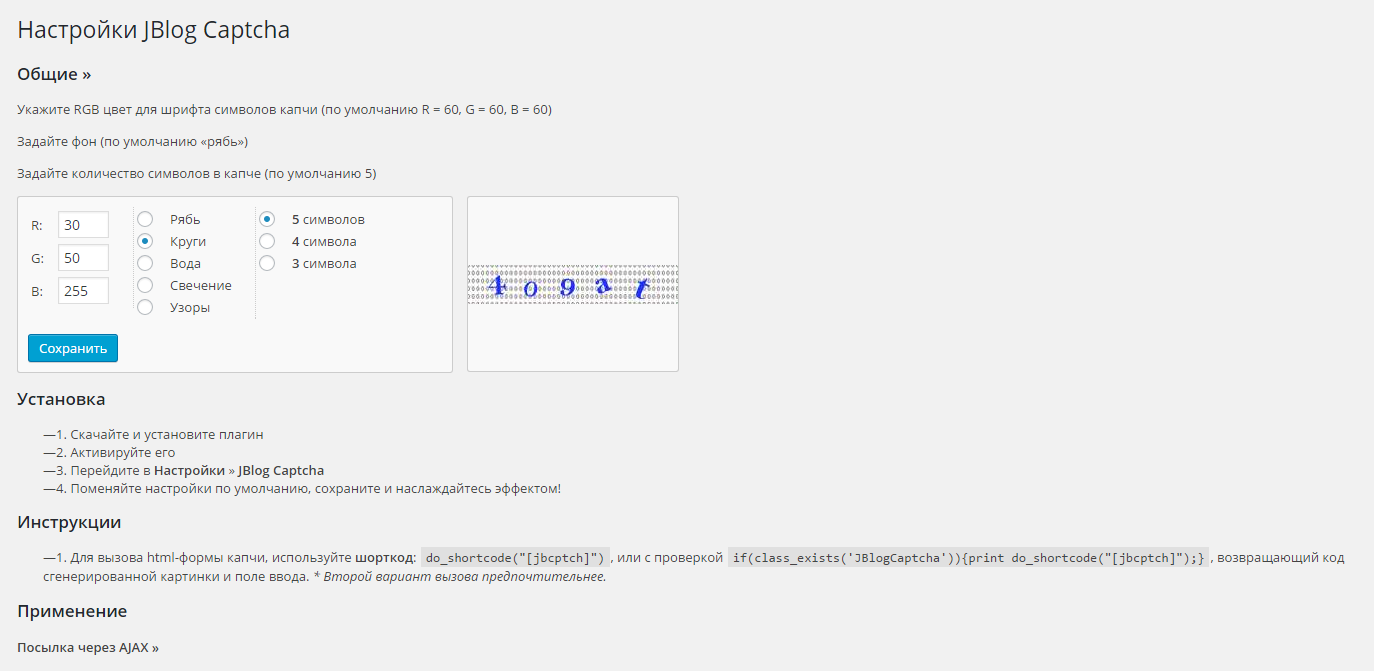 Настройки JBlog Captcha
Общие »
Укажите RGB цвет для шрифта символов капчи (по умолчанию R = 60, G = 60, B = 60)
Задайте фон (по умолчанию «рябь»)
Задайте количество символов в капче (по умолчанию 5)
R: 30
G: 50
B: 255
Рябь
Круги
Вода
Свечение
Узоры
5 символов
4 символа
3 символа
Сохранить
4 o 9 a t
Установка
—1. Скачайте и установите плагин
—2. Активируйте его
—3. Перейдите в Настройки » JBlog Captcha
—4. Поменяйте настройки по умолчанию, сохраните и наслаждайтесь эффектом!
Инструкции
—1. Для вызова html-формы капчи, используйте шорткод: do_shortcode("[jbcptch]") , или с проверкой if(class_exists('JBlogCaptcha')){print do_shortcode("[jbcptch]");} , возвращающий код
сгенерированной картинки и поле ввода. * Второй вариант вызова предпочтительнее.
Применение
Посылка через AJAX »